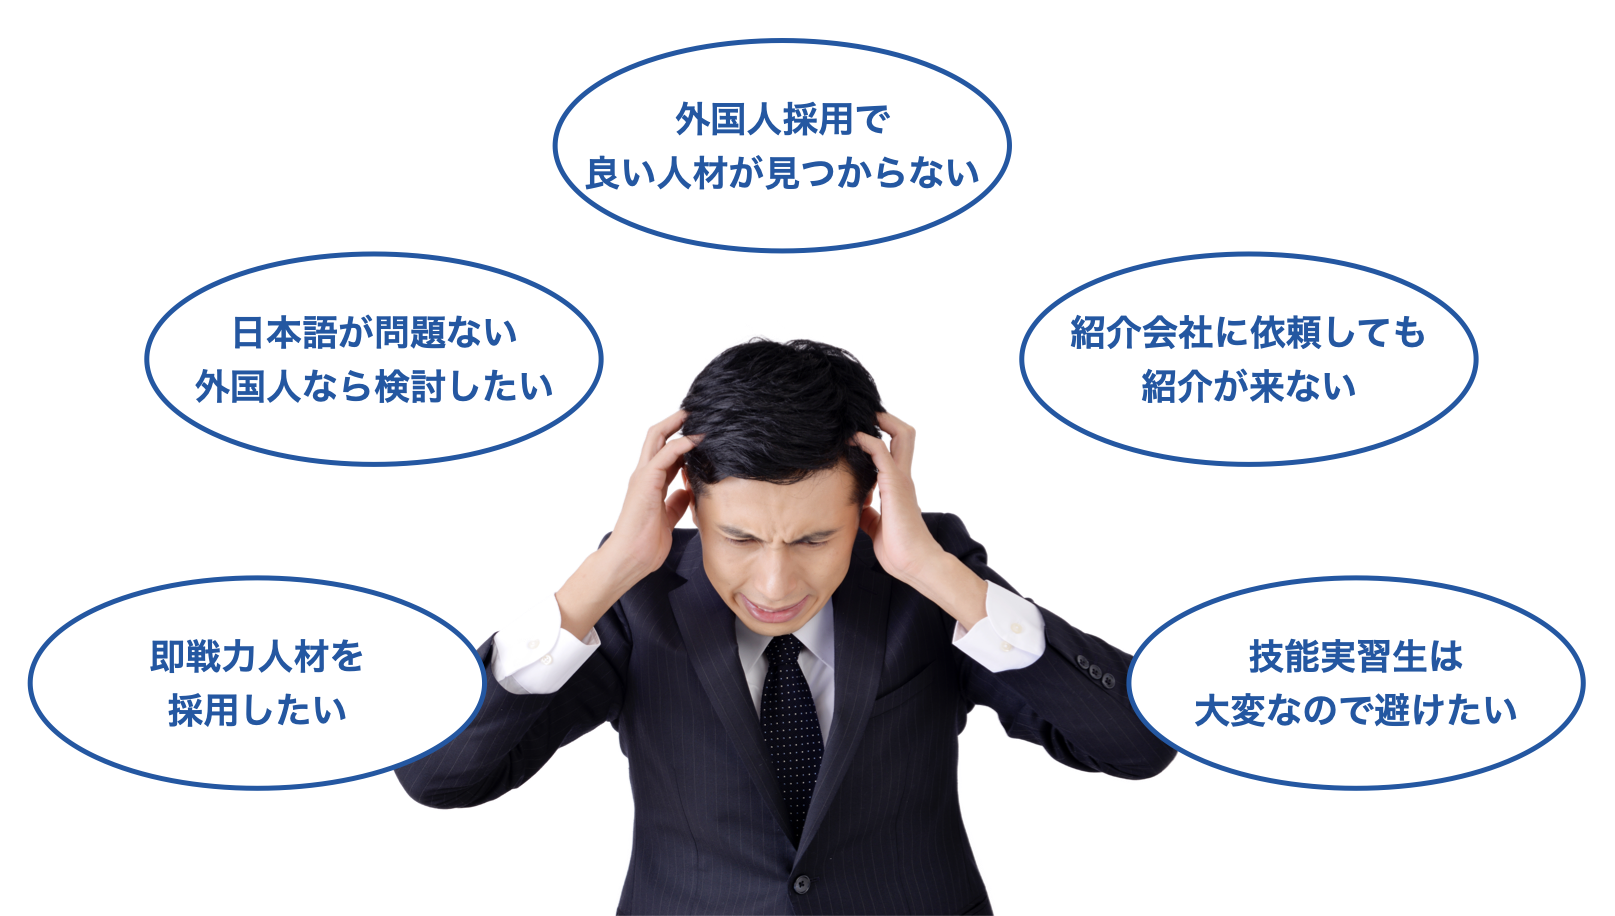 外国人採用で
良い人材が見つからない
日本語が問題ない
外国人なら検討したい
紹介会社に依頼しても
紹介が来ない
即戦力人材を
採用したい
技能実習生は
大変なので避けたい